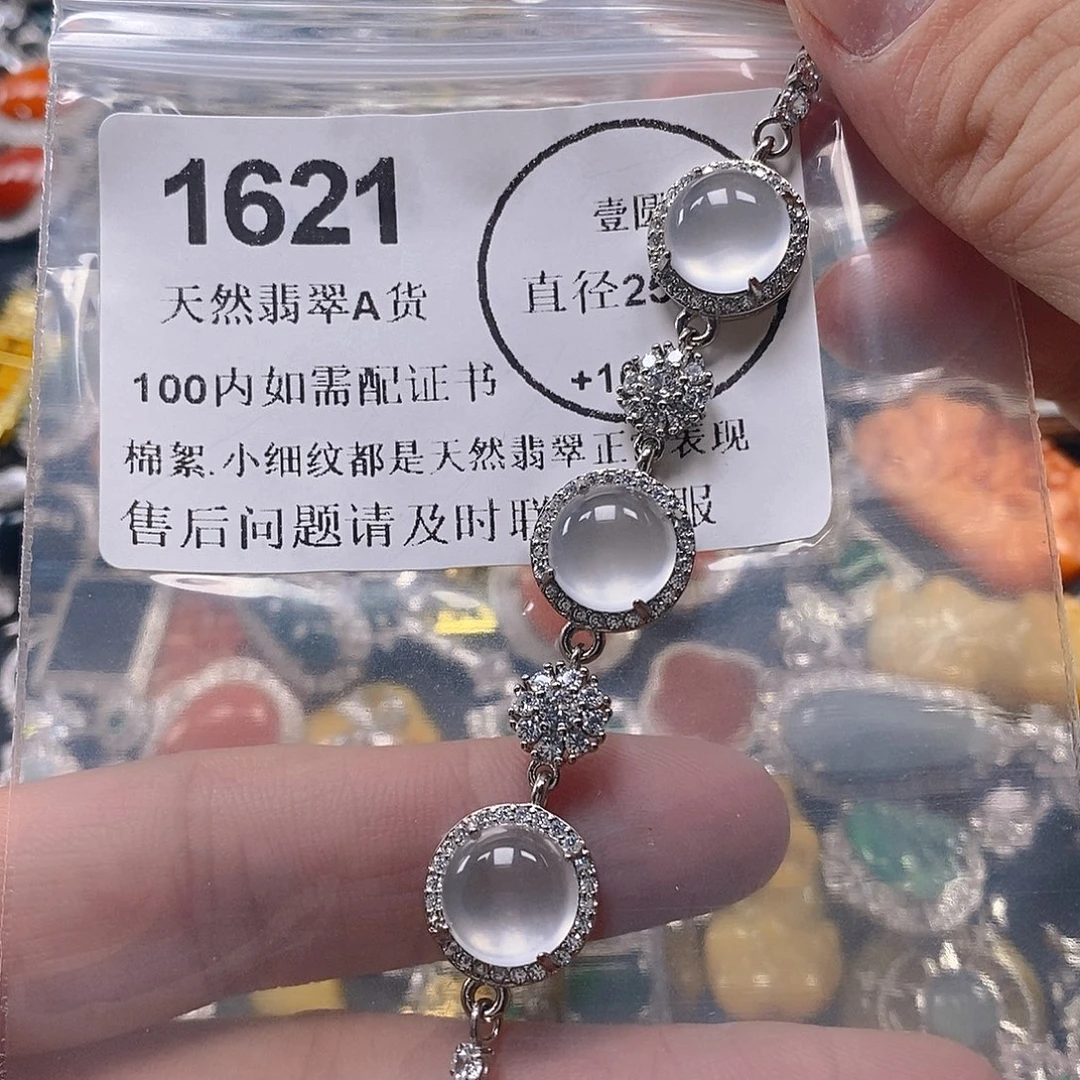 1621
天然翡翠A货
100内如需配证书
棉絮.小细纹都是天然翡翠正 表现
售后问题请及时联 服
壹圆
直径25
+1